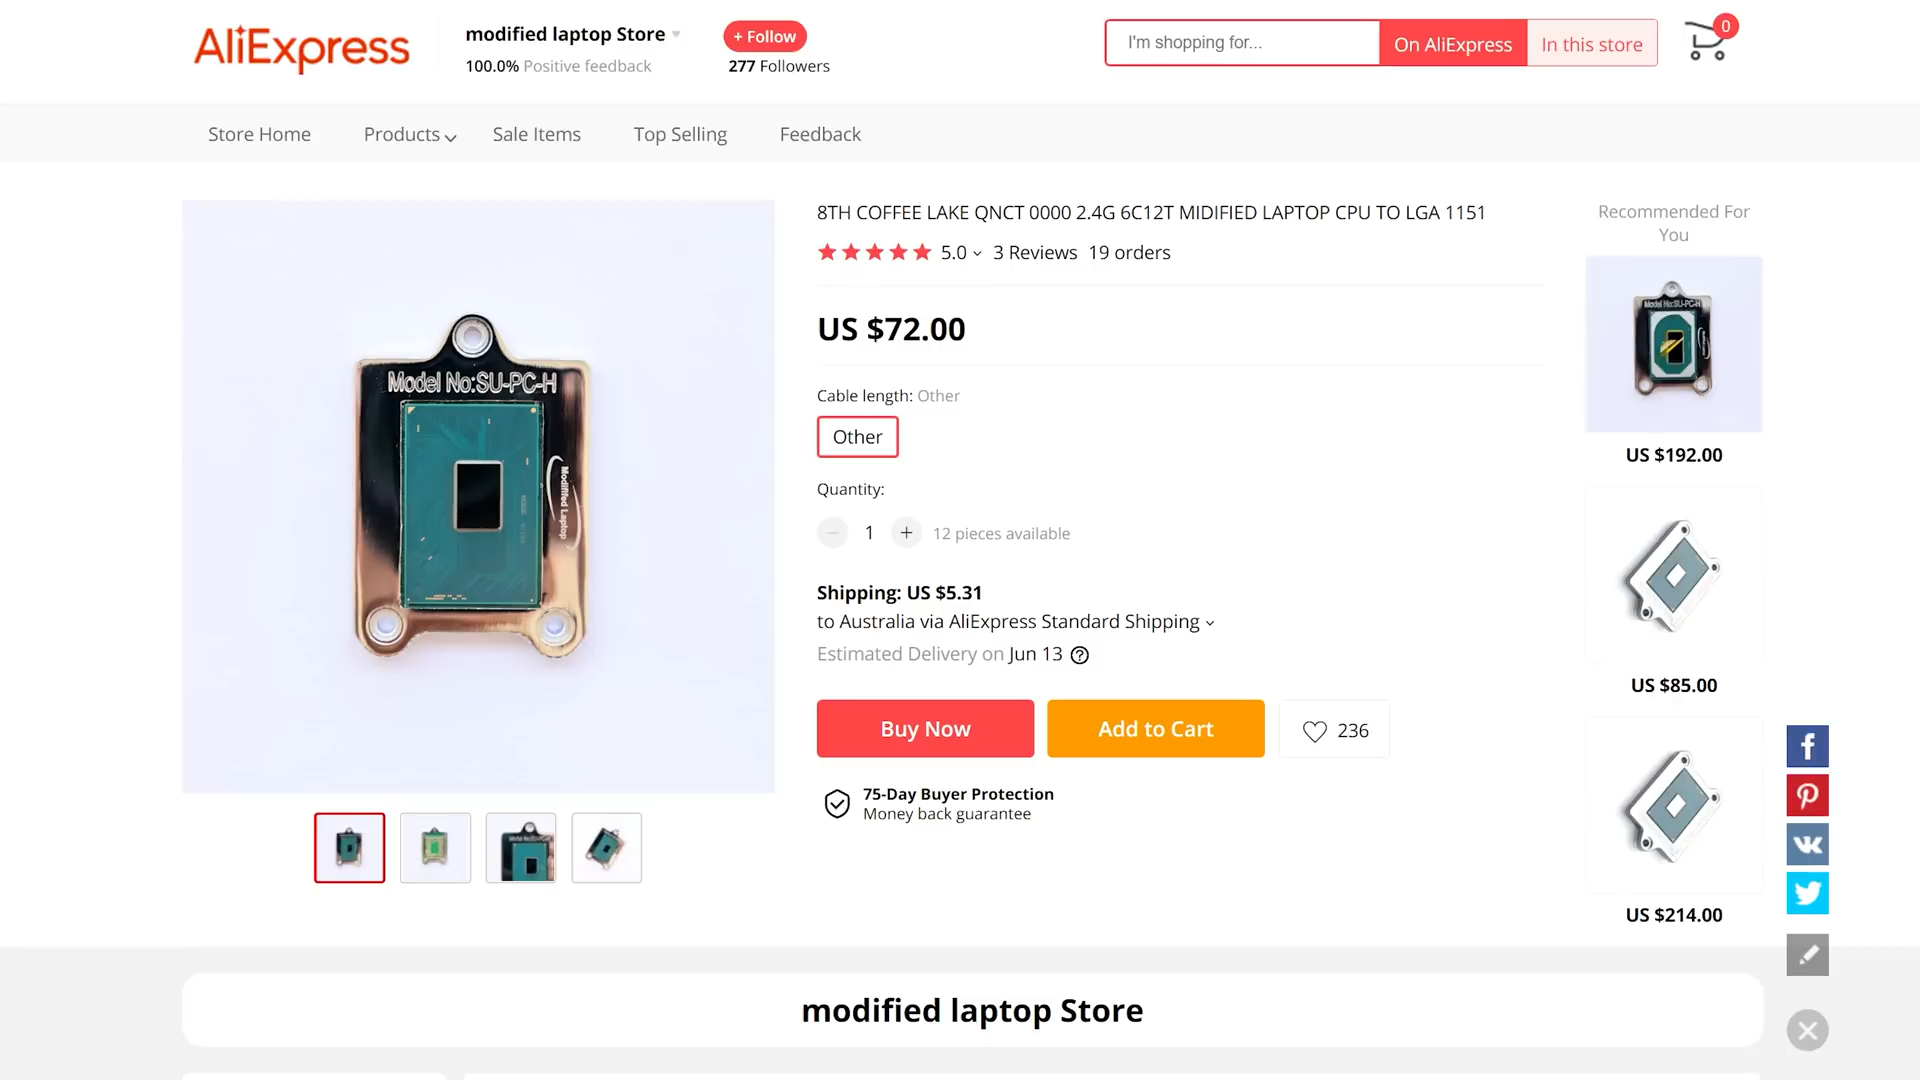 AliExpress
modified laptop Store
100.0% Positive feedback
+ Follow
277 Followers
I'm shopping for...
On AliExpress
In this store
0
Store Home
Products
Sale Items
Top Selling
Feedback
Model No:SU-PC-H
8TH COFFEE LAKE QNCT 0000 2.4G 6C12T MIDIFIED LAPTOP CPU TO LGA 1151
5.0
3 Reviews
19 orders
US $72.00
Cable length: Other
Other
Quantity:
1
12 pieces available
Shipping: US $5.31
to Australia via AliExpress Standard Shipping
Estimated Delivery on Jun 13
Buy Now
Add to Cart
236
75-Day Buyer Protection
Money back guarantee
Recommended For
You
Model No:SU-PC-H
US $192.00
US $85.00
US $214.00
modified laptop Store